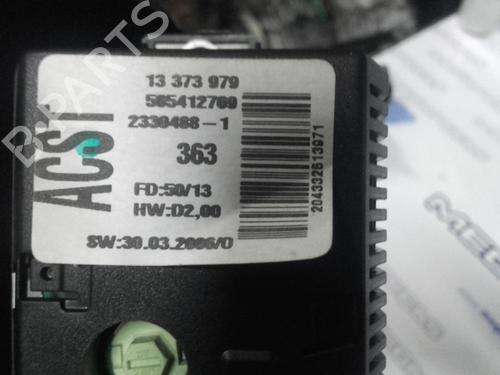 13 373 979
565412709
2330488-1
363
FD:50/13
HW:D2,00
SW:30.03.2006/0
ACSI
204332613971
B-PARTS